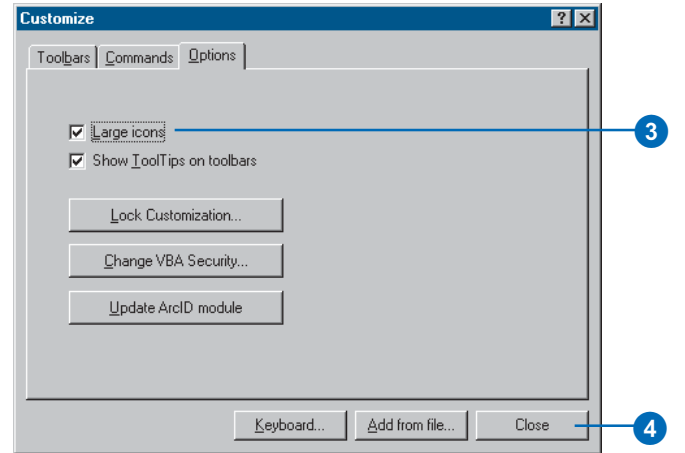 Customize
Toolbars Commands Options
Large icons 3
Show ToolTips on toolbars
Lock Customization...
Change VBA Security...
Update ArcID module
Keyboard... Add from file... Close 4